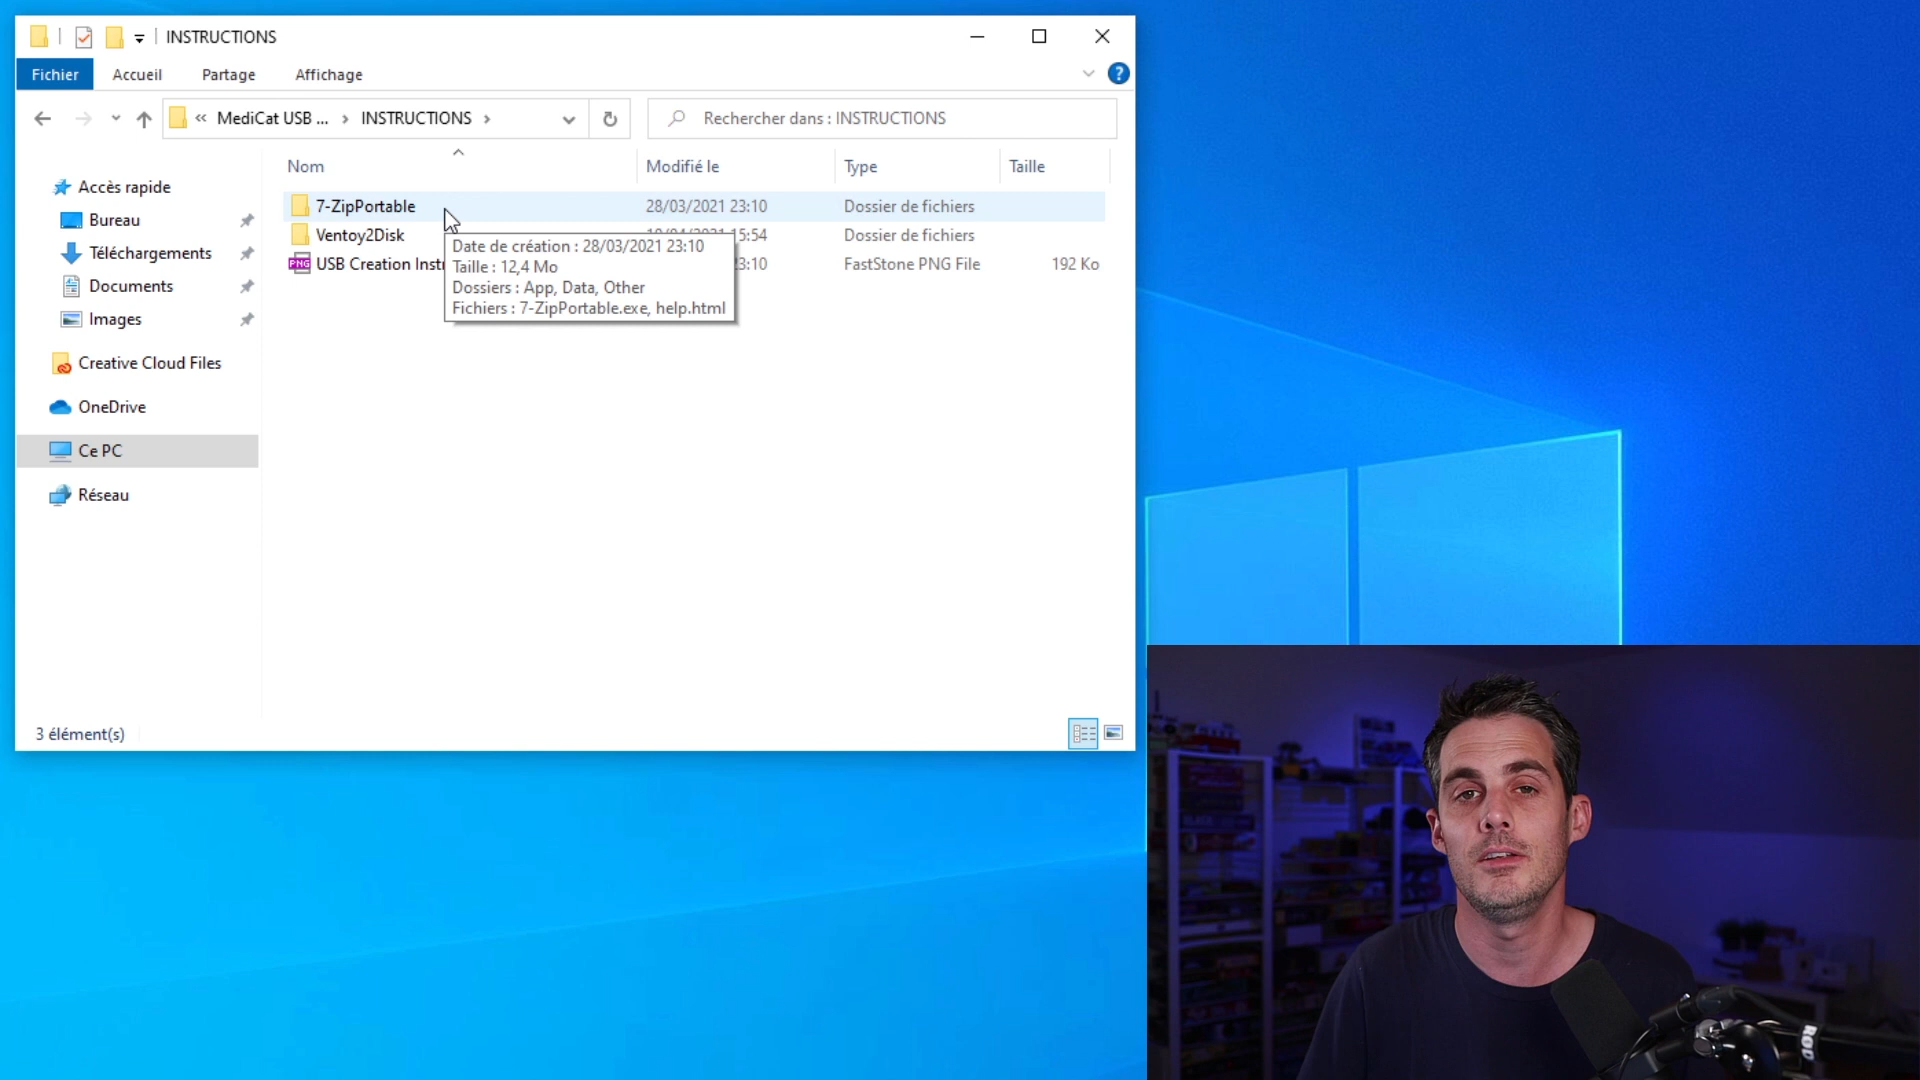 INSTRUCTIONS
Fichier Accueil Partage Affichage
« MediCat USB ... › INSTRUCTIONS ›
Rechercher dans : INSTRUCTIONS
Nom Modifié le Type Taille
Accès rapide
Bureau
Téléchargements
Documents
Images
Creative Cloud Files
OneDrive
Ce PC
Réseau
7-ZipPortable 28/03/2021 23:10 Dossier de fichiers
Ventoy2Disk 15:54 Dossier de fichiers
PNG USB Creation 3:10 FastStone PNG File 192 Ko
Date de création : 28/03/2021 23:10
Taille : 12,4 Mo
Dossiers : App, Data, Other
Fichiers : 7-ZipPortable.exe, help.html
3 élément(s)
RODE